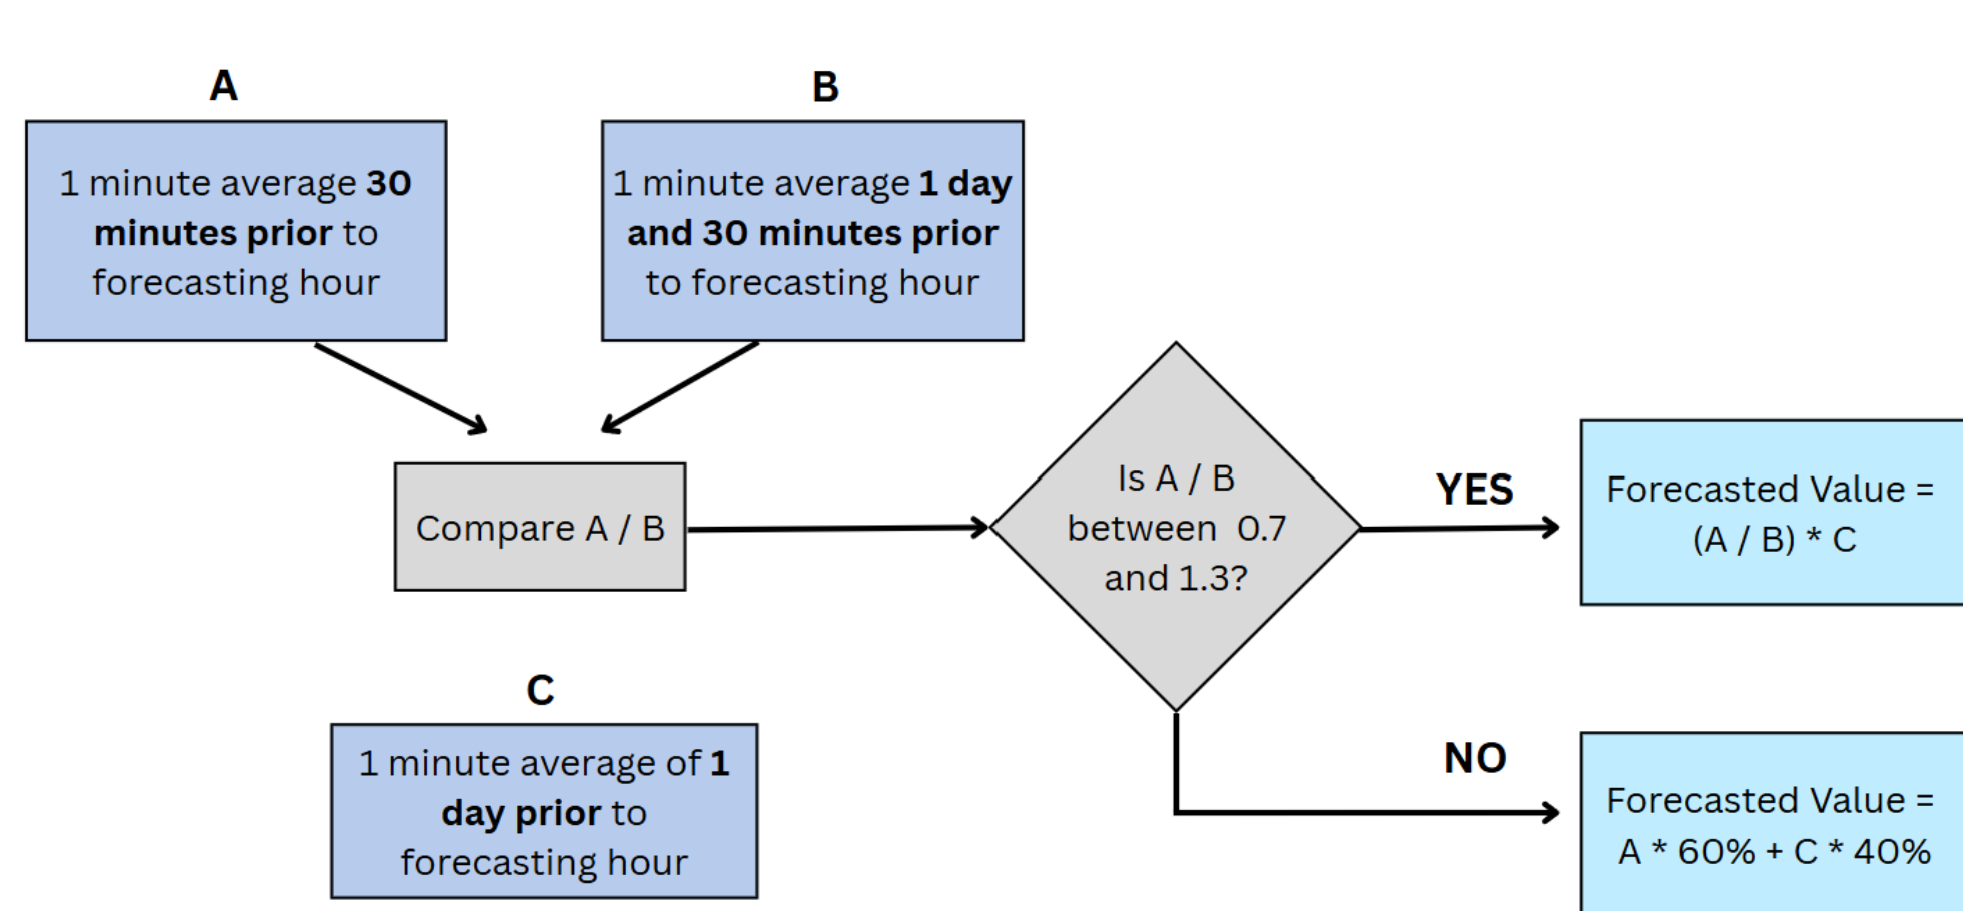 A
1 minute average 30
minutes prior to
forecasting hour
B
1 minute average 1 day
and 30 minutes prior
to forecasting hour
Compare A / B
Is A / B
between 0.7
and 1.3?
YES
Forecasted Value =
(A / B) * C
NO
Forecasted Value =
A * 60% + C * 40%
C
1 minute average of 1
day prior to
forecasting hour